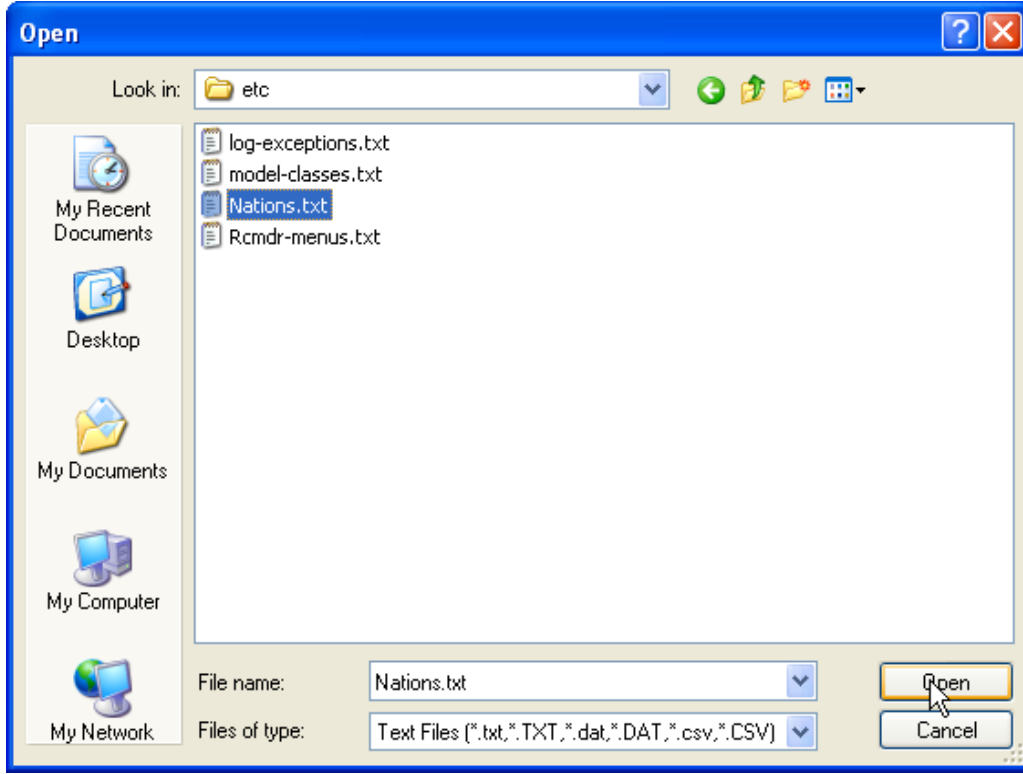 Open
Look in: etc
log-exceptions.txt
model-classes.txt
Nations.txt
Rcmdr-menus.txt
My Recent
Documents
Desktop
My Documents
My Computer
My Network
File name: Nations.txt Open
Files of type: Text Files (*.txt,*.TXT,*.dat,*.DAT,*.csv,*.CSV) Cancel